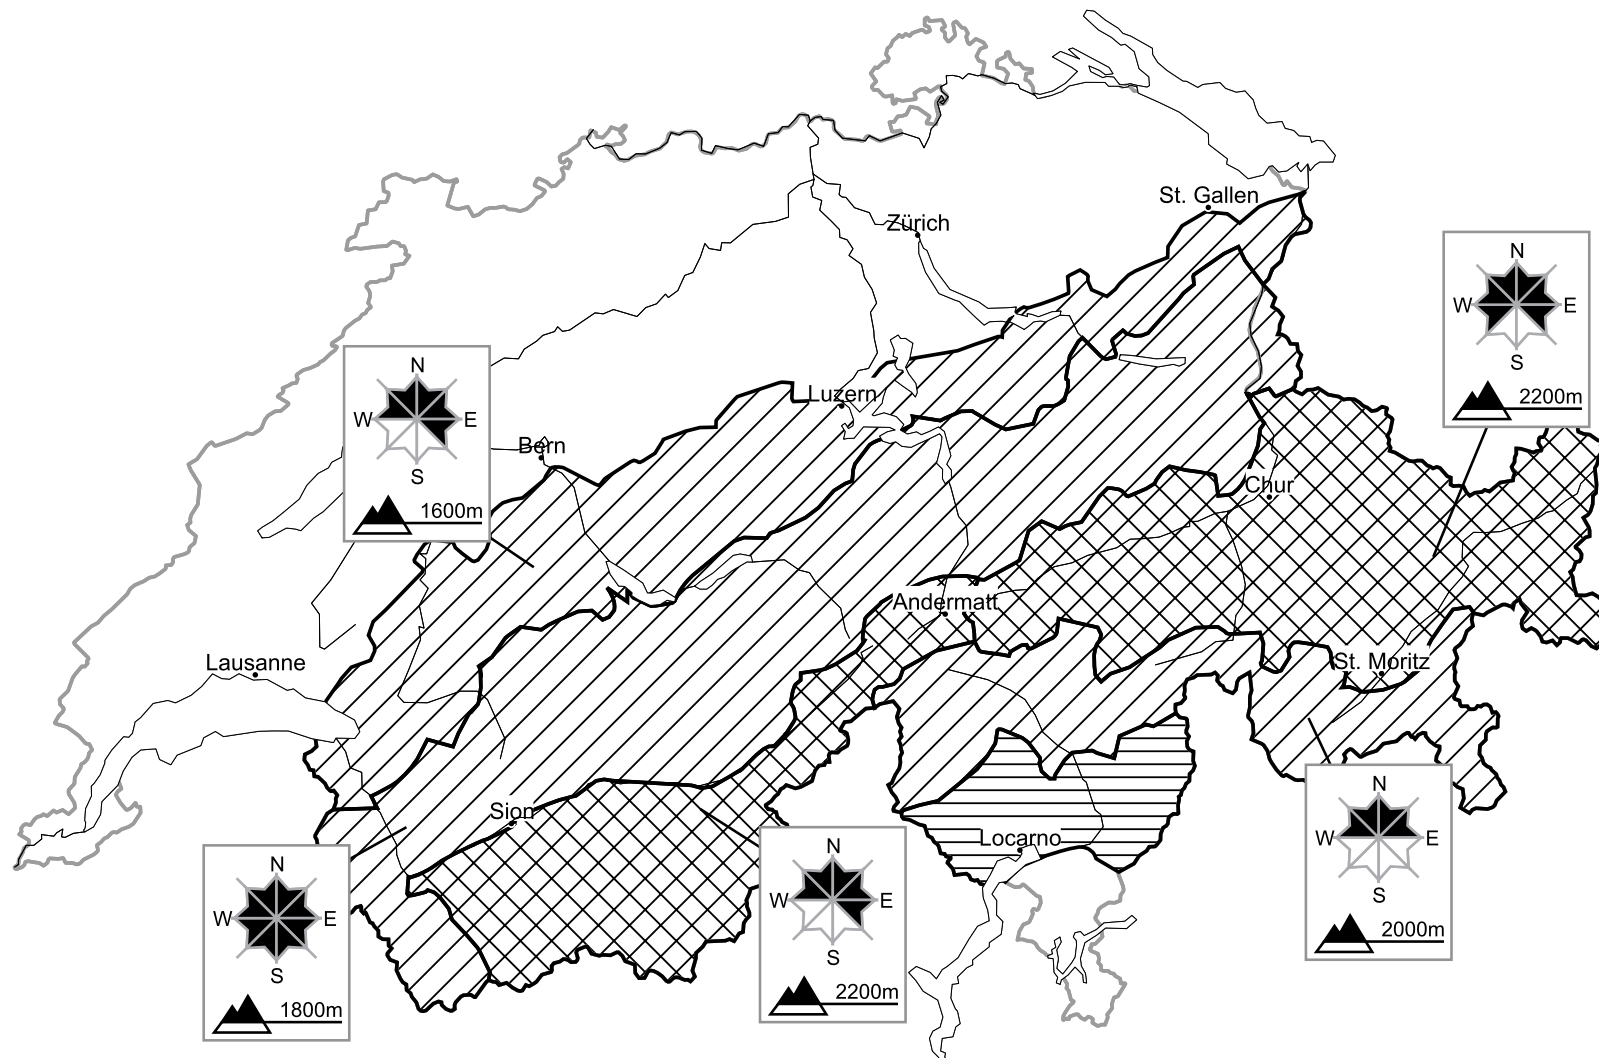 St. Gallen
Zürich
N
W E
S
2200m
N
W E
S
1600m
Luzern
Bern
Chur
Andermatt
Lausanne
St. Moritz
N
W E
S
2000m
Sion
Locarno
N
W E
S
2200m
N
W E
S
1800m